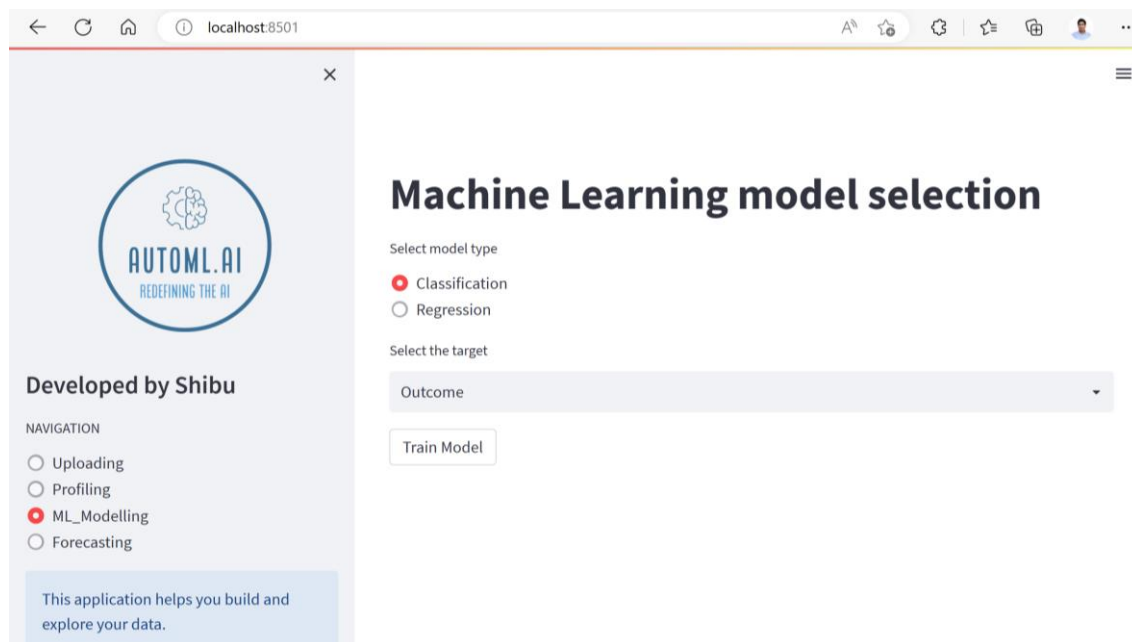 localhost:8501
AUTOML.AI
REDEFINING THE AI
Developed by Shibu
NAVIGATION
Uploading
Profiling
ML_Modelling
Forecasting
This application helps you build and
explore your data.
Machine Learning model selection
Select model type
Classification
Regression
Select the target
Outcome
Train Model